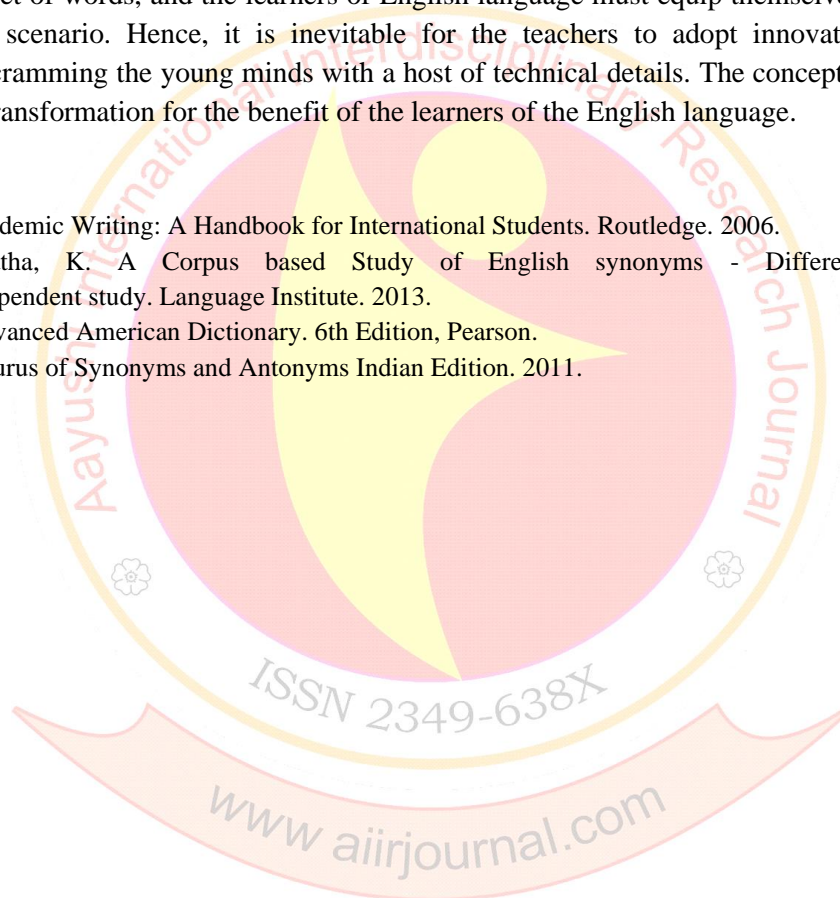 ct of words, and the learners of English language must equip themselve
scenario. Hence, it is inevitable for the teachers to adopt innovat
cramming the young minds with a host of technical details. The concept
ransformation for the benefit of the learners of the English language.
demic Writing: A Handbook for International Students. Routledge. 2006.
tha, K. A Corpus based Study of English synonyms - Differe
pendent study. Language Institute. 2013.
vanced American Dictionary. 6th Edition, Pearson.
urus of Synonyms and Antonyms Indian Edition. 2011.
Aayushi International Interdisciplinary Research Journal
ISSN 2349-638X
www aiirjournal.com